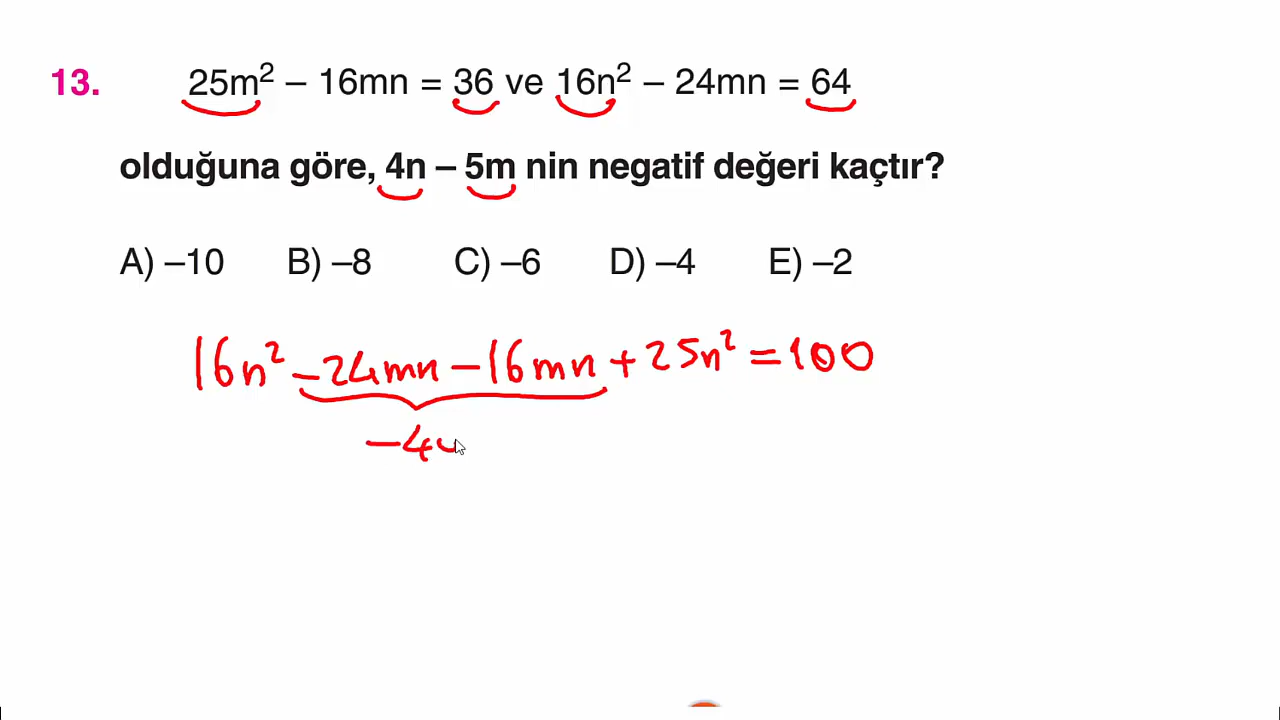 13. 25m² – 16mn = 36 ve 16n² – 24mn = 64
olduğuna göre, 4n – 5m nin negatif değeri kaçtır?
A) –10 B) –8 C) –6 D) –4 E) –2
16n² –24mn –16mn + 25n² = 100
–4